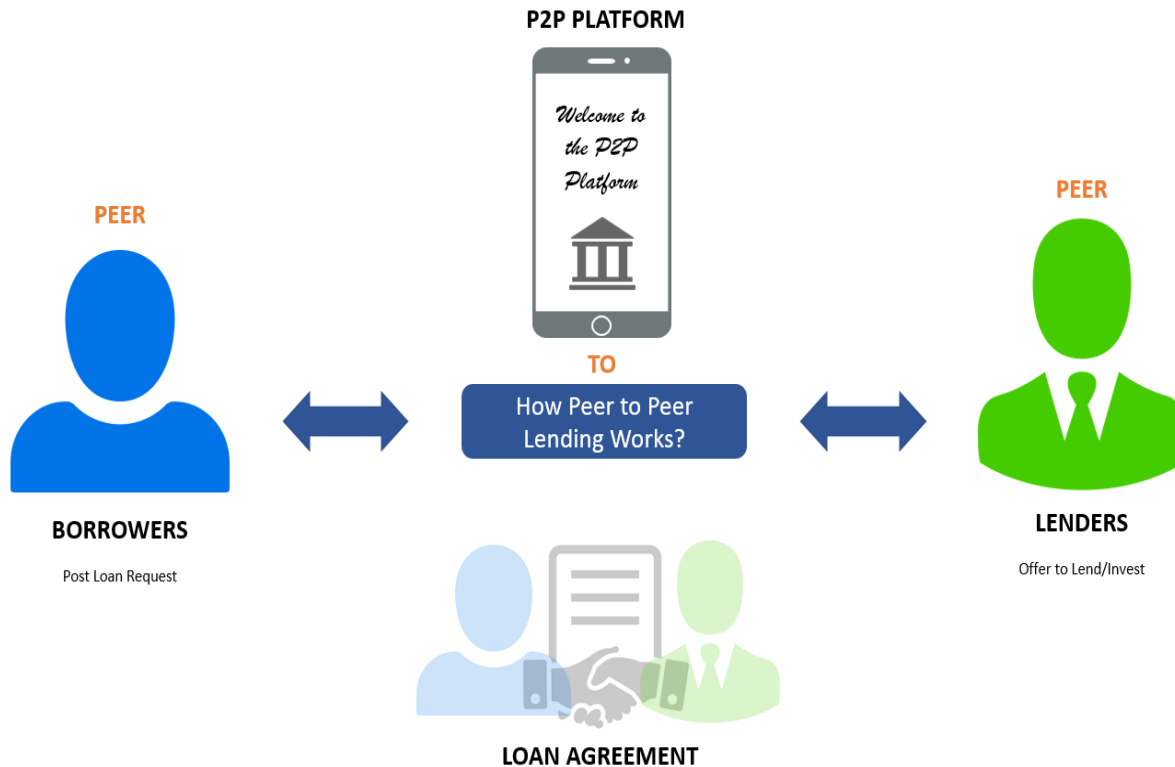 P2P PLATFORM
Welcome to
the P2P
Platform
PEER
PEER
TO
How Peer to Peer
Lending Works?
BORROWERS
Post Loan Request
LENDERS
Offer to Lend/Invest
LOAN AGREEMENT